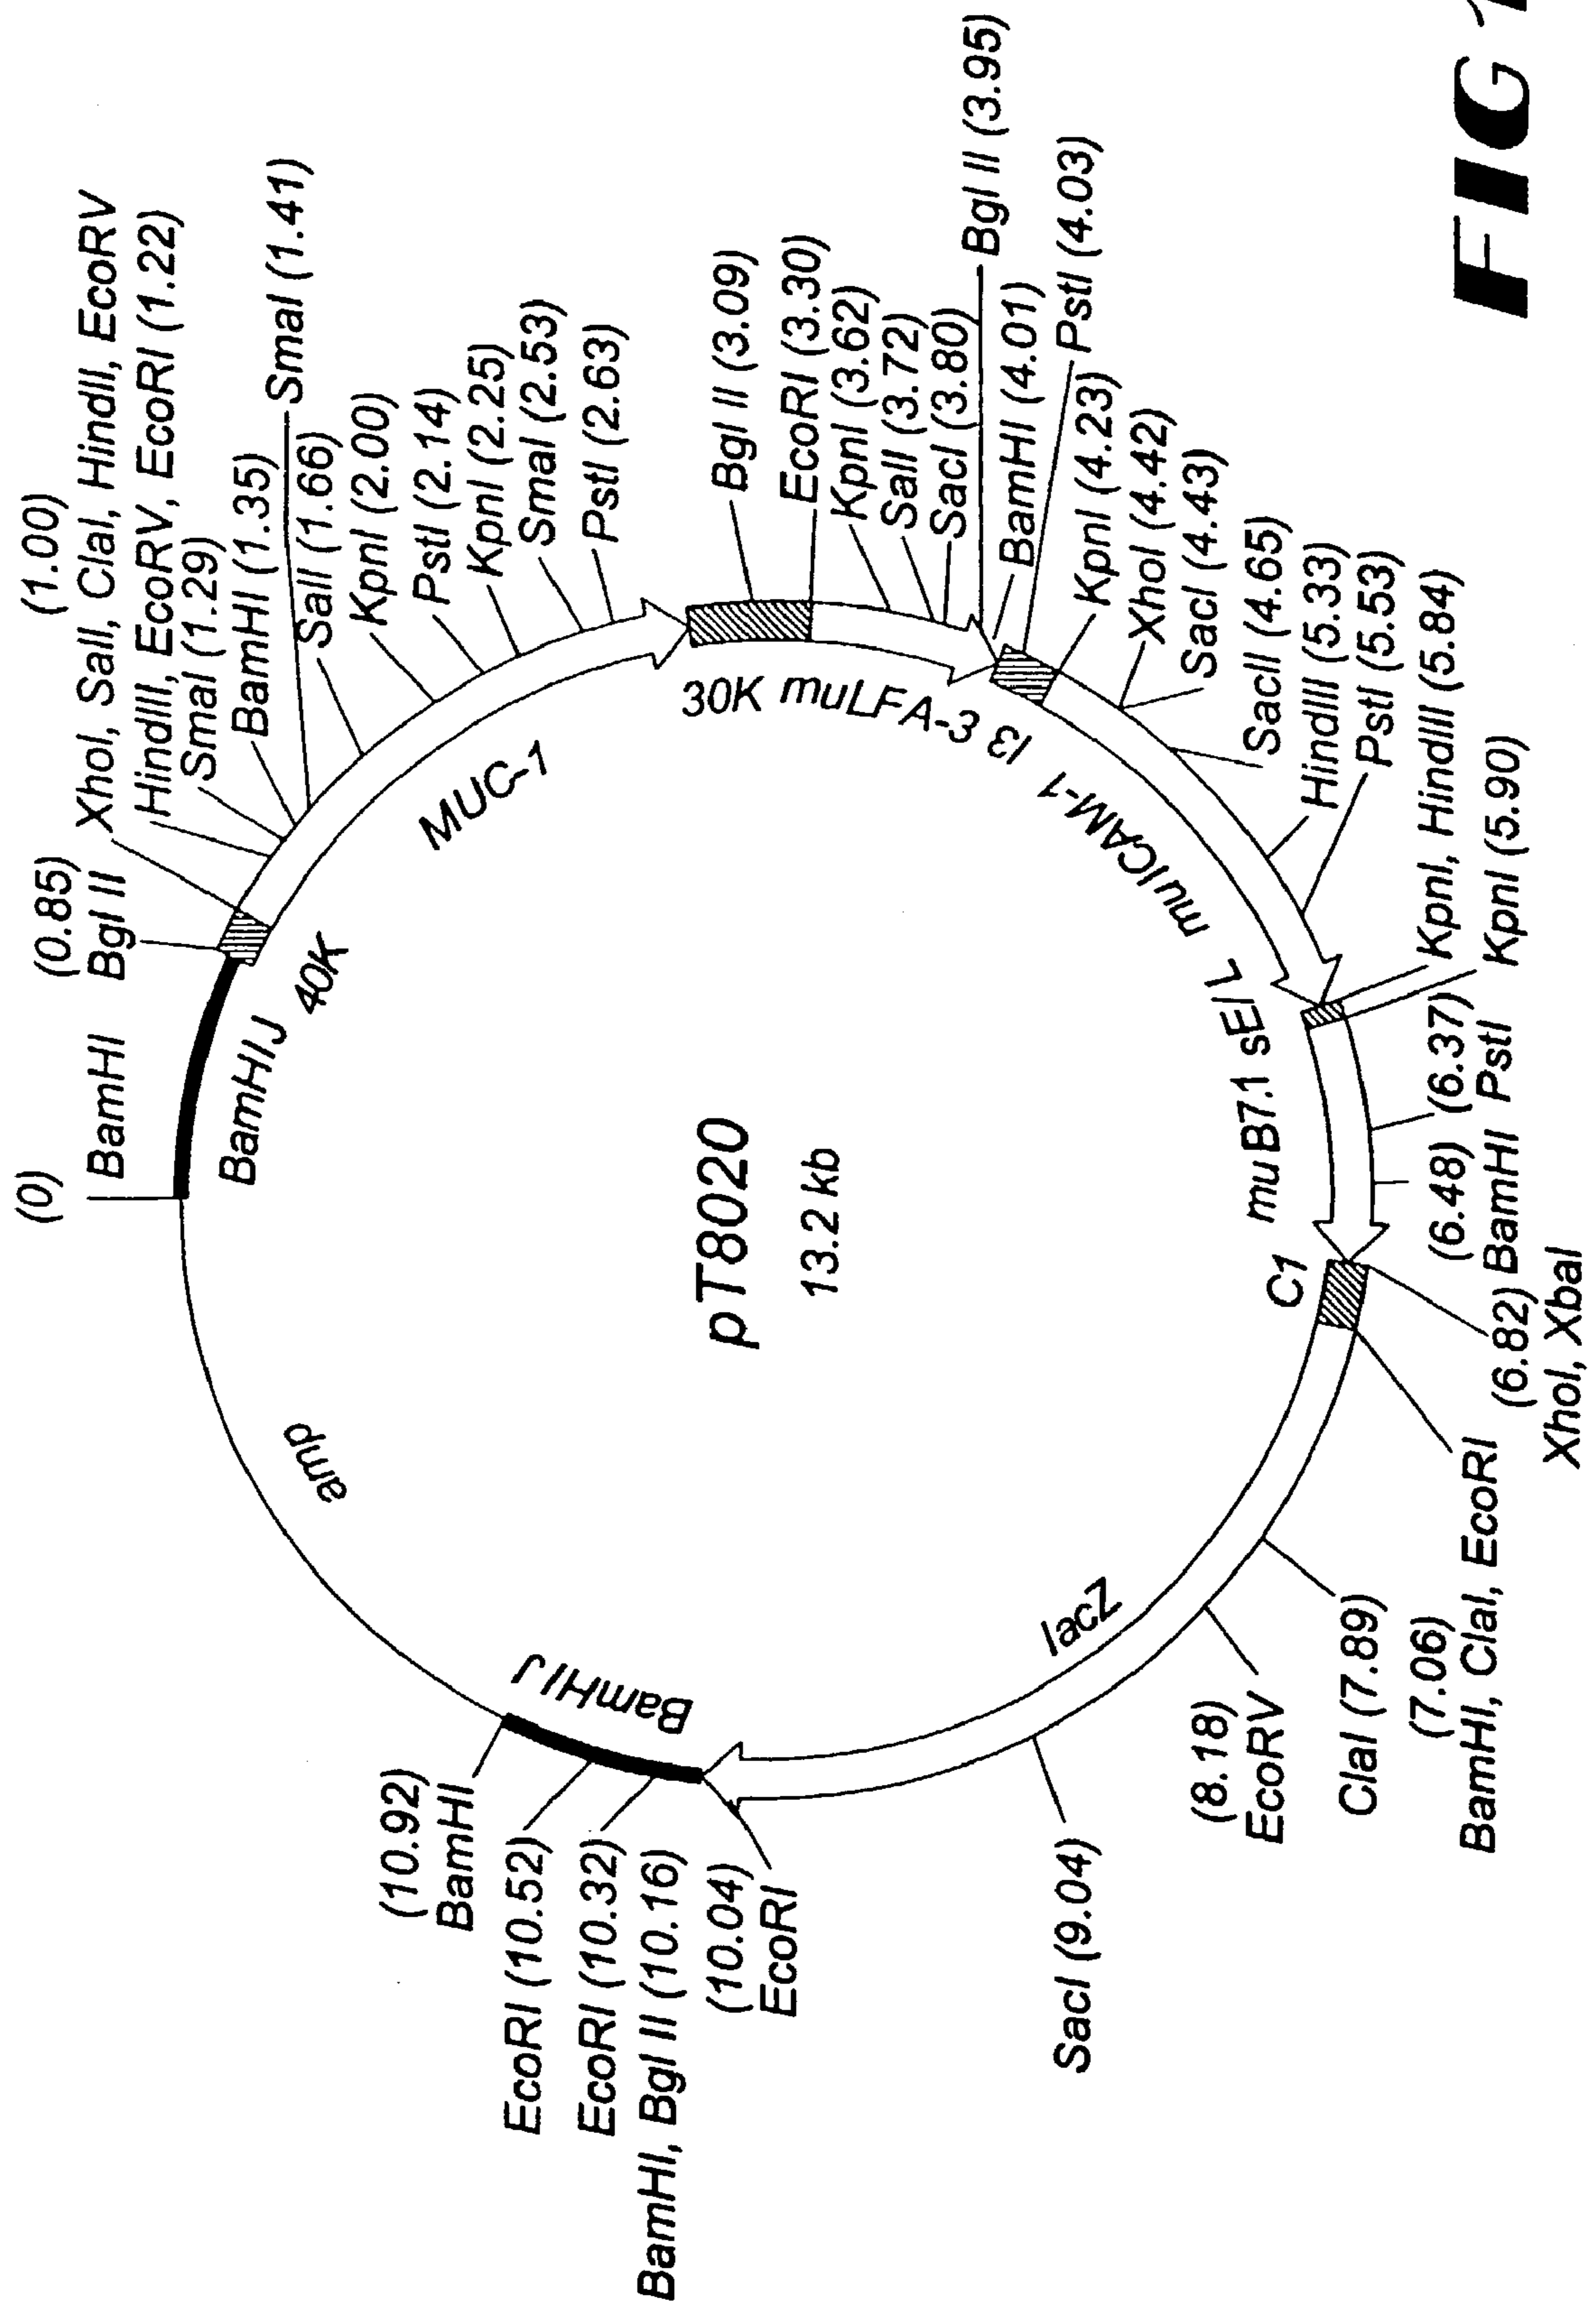 (0)
BamHI
(0.85)
Bgl II
(1.00)
XhoI, SalI, ClaI, HindIII, EcoRV
HindIII, EcoRV, EcoRI (1.22)
SmaI (1.29)
BamHI (1.35)
SmaI (1.41)
SalI (1.66)
KpnI (2.00)
PstI (2.14)
KpnI (2.25)
SmaI (2.53)
PstI (2.63)
Bgl II (3.09)
EcoRI (3.30)
KpnI (3.62)
SalI (3.72)
SacI (3.80)
Bgl II (3.95)
BamHI (4.01)
PstI (4.03)
KpnI (4.23)
XhoI (4.42)
SacI (4.43)
SacII (4.65)
HindIII (5.33)
PstI (5.53)
KpnI, HindIII (5.84)
KpnI (5.90)
(6.37)
PstI
(6.48)
BamHI
(6.82)
XhoI, XbaI
(7.06)
BamHI, ClaI, EcoRI
ClaI (7.89)
(8.18)
EcoRV
SacI (9.04)
(10.04)
EcoRI
BamHI, Bgl II (10.16)
EcoRI (10.32)
EcoRI (10.52)
(10.92)
BamHI
BamHIJ
40K
MUC-1
30K
muLFA-3
I3
muICAM-1
sE/L
muB7.1
C1
lacZ
BamHIJ
amp
pT8020
13.2 kb
FIG